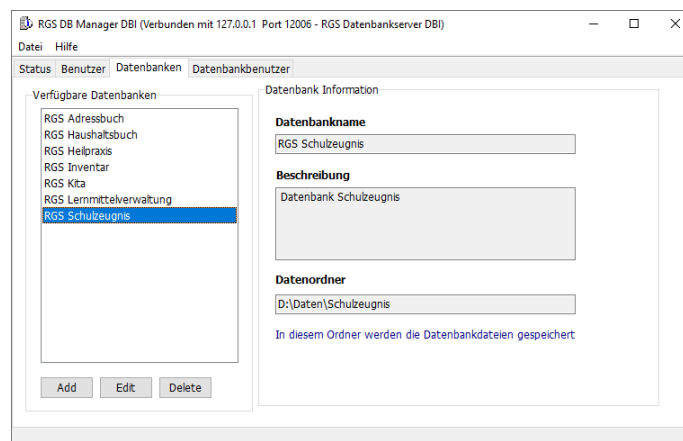 RGS DB Manager DBI (Verbunden mit 127.0.0.1 Port 12006 - RGS Datenbankserver DBI)
Datei Hilfe
Status Benutzer Datenbanken Datenbankbenutzer
Verfügbare Datenbanken
RGS Adressbuch
RGS Haushaltsbuch
RGS Heilpraxis
RGS Inventar
RGS Kita
RGS Lernmittelverwaltung
RGS Schulzeugnis
Add Edit Delete
Datenbank Information
Datenbankname
RGS Schulzeugnis
Beschreibung
Datenbank Schulzeugnis
Datenordner
D:\Daten\Schulzeugnis
In diesem Ordner werden die Datenbankdateien gespeichert